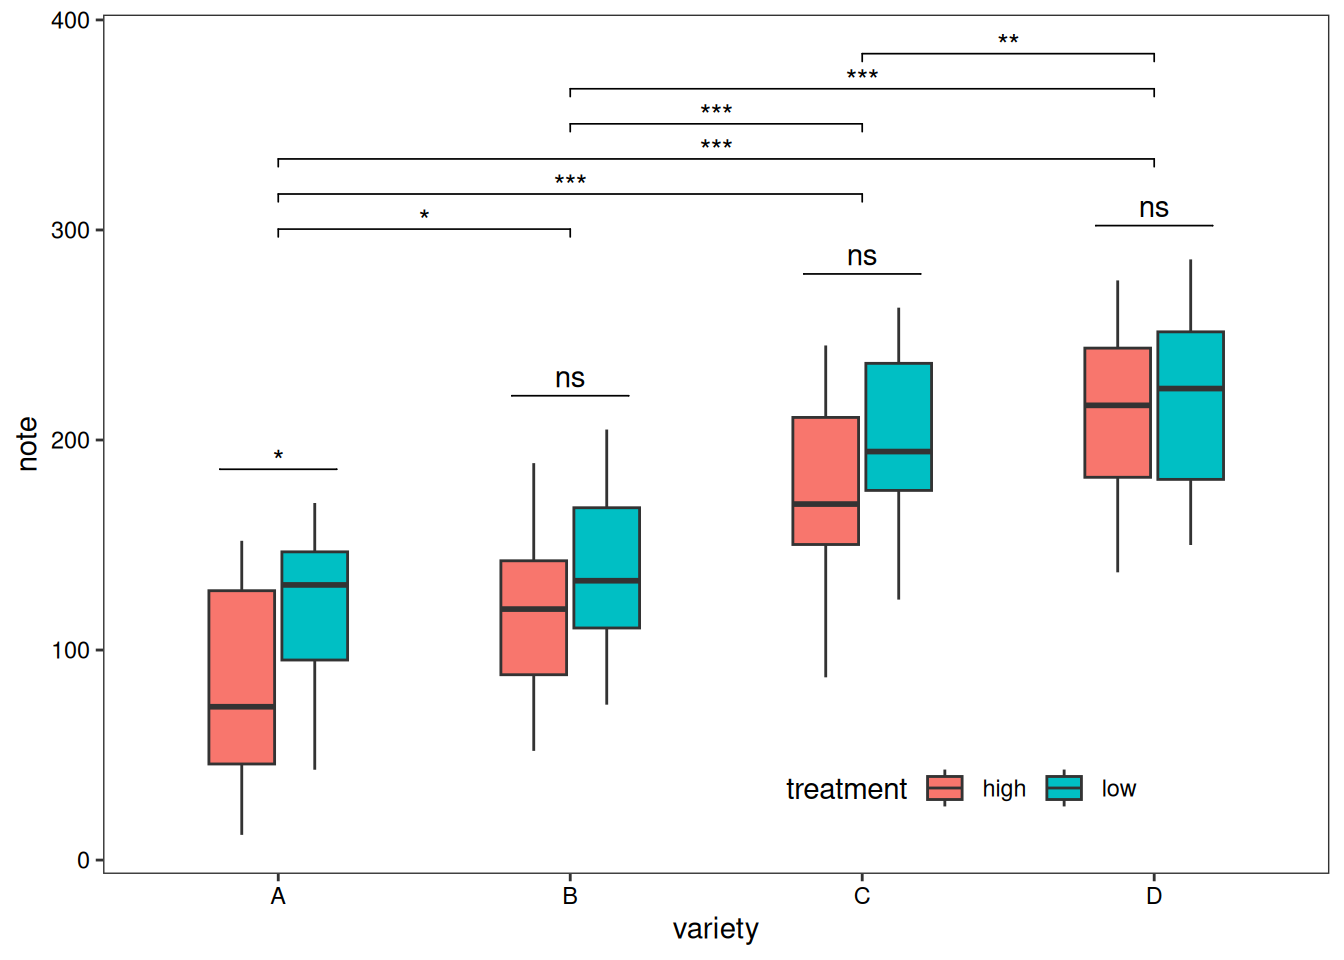 400
**
***
***
***
***
*
300
ns
ns
ns
200
*
100
0
note
treatment high low
A B C D
variety